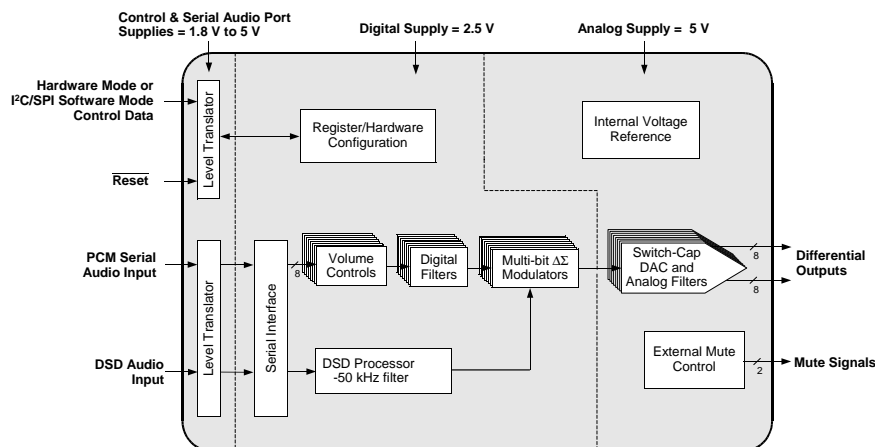 Control & Serial Audio Port
Supplies = 1.8 V to 5 V
Digital Supply = 2.5 V
Analog Supply = 5 V
Hardware Mode or
I²C/SPI Software Mode
Control Data
Level Translator
Register/Hardware
Configuration
Internal Voltage
Reference
Reset
PCM Serial
Audio Input
Level Translator
Serial Interface
8
Volume
Controls
Digital
Filters
Multi-bit ΔΣ
Modulators
Switch-Cap
DAC and
Analog Filters
8
8
Differential
Outputs
DSD Audio
Input
DSD Processor
-50 kHz filter
External Mute
Control
2
Mute Signals